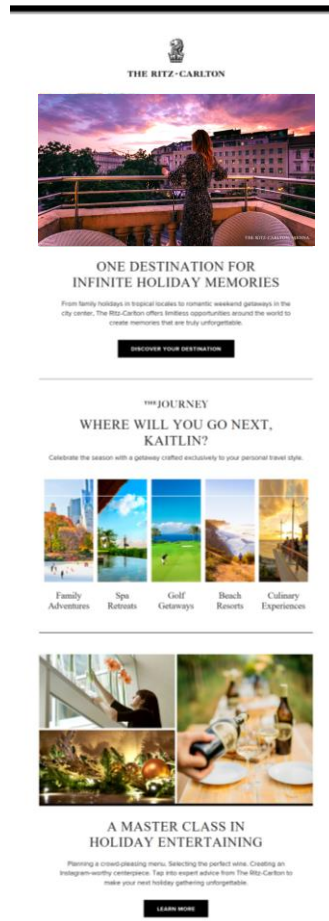 THE RITZ-CARLTON
THE RITZ-CARLTON, VIENNA
ONE DESTINATION FOR
INFINITE HOLIDAY MEMORIES
From family holidays in tropical locales to romantic weekend getaways in the
city center, The Ritz-Carlton offers limitless opportunities around the world to
create memories that are truly unforgettable.
DISCOVER YOUR DESTINATION
THE JOURNEY
WHERE WILL YOU GO NEXT,
KAITLIN?
Celebrate the season with a getaway crafted exclusively to your personal travel style.
Family Adventures
Spa Retreats
Golf Getaways
Beach Resorts
Culinary Experiences
A MASTER CLASS IN
HOLIDAY ENTERTAINING
Planning a crowd-pleasing menu. Selecting the perfect wine. Creating an
Instagram-worthy centerpiece. Tap into expert advice from The Ritz-Carlton to
make your next holiday gathering unforgettable.
LEARN MORE